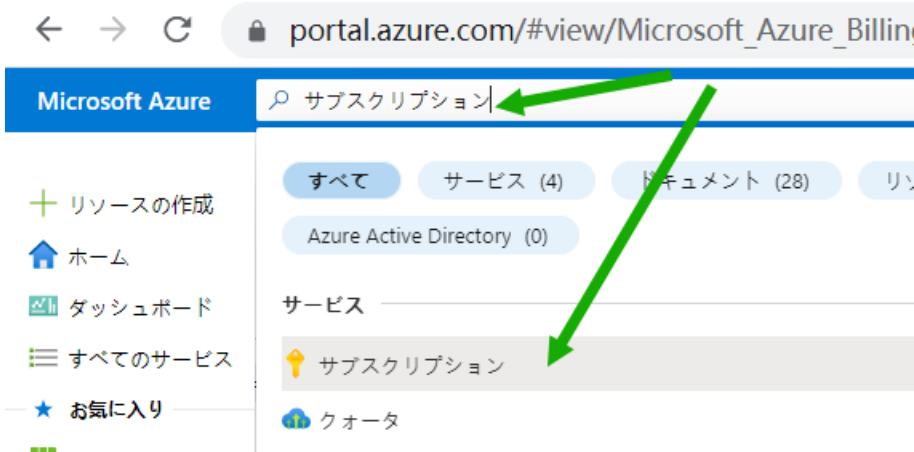 portal.azure.com/#view/Microsoft_Azure_Billing
Microsoft Azure
サブスクリプション
すべて サービス (4) ドキュメント (28)
Azure Active Directory (0)
リソースの作成
ホーム
ダッシュボード
すべてのサービス
お気に入り
サービス
サブスクリプション
クォータ